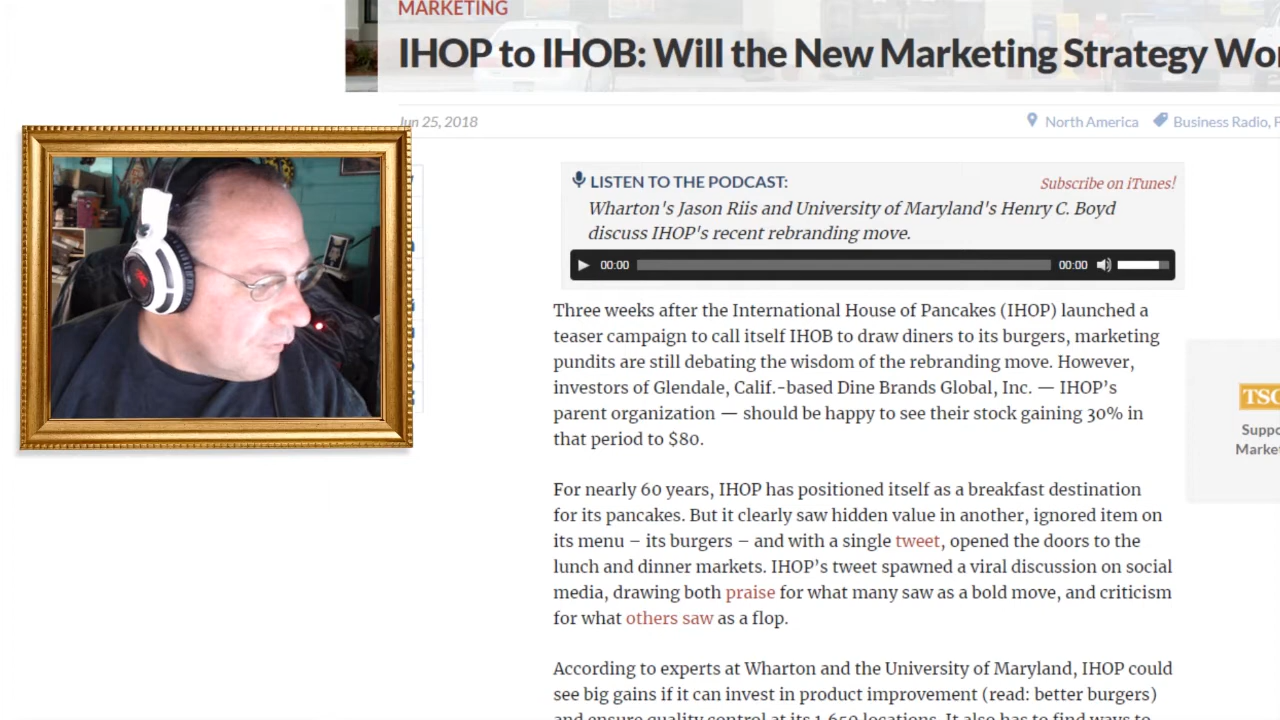 MARKETING
IHOP to IHOB: Will the New Marketing Strategy
Jun 25, 2018
North America
Business Radio,
LISTEN TO THE PODCAST:
Subscribe on iTunes!
Wharton's Jason Riis and University of Maryland's Henry C. Boyd
discuss IHOP's recent rebranding move.
00:00
00:00
Three weeks after the International House of Pancakes (IHOP) launched a
teaser campaign to call itself IHOB to draw diners to its burgers, marketing
pundits are still debating the wisdom of the rebranding move. However,
investors of Glendale, Calif.-based Dine Brands Global, Inc. — IHOP’s
parent organization — should be happy to see their stock gaining 30% in
that period to $80.
For nearly 60 years, IHOP has positioned itself as a breakfast destination
for its pancakes. But it clearly saw hidden value in another, ignored item on
its menu – its burgers – and with a single tweet, opened the doors to the
lunch and dinner markets. IHOP’s tweet spawned a viral discussion on social
media, drawing both praise for what many saw as a bold move, and criticism
for what others saw as a flop.
According to experts at Wharton and the University of Maryland, IHOP could
see big gains if it can invest in product improvement (read: better burgers)
and ensure quality control at its 1,650 locations. It also has to find ways to